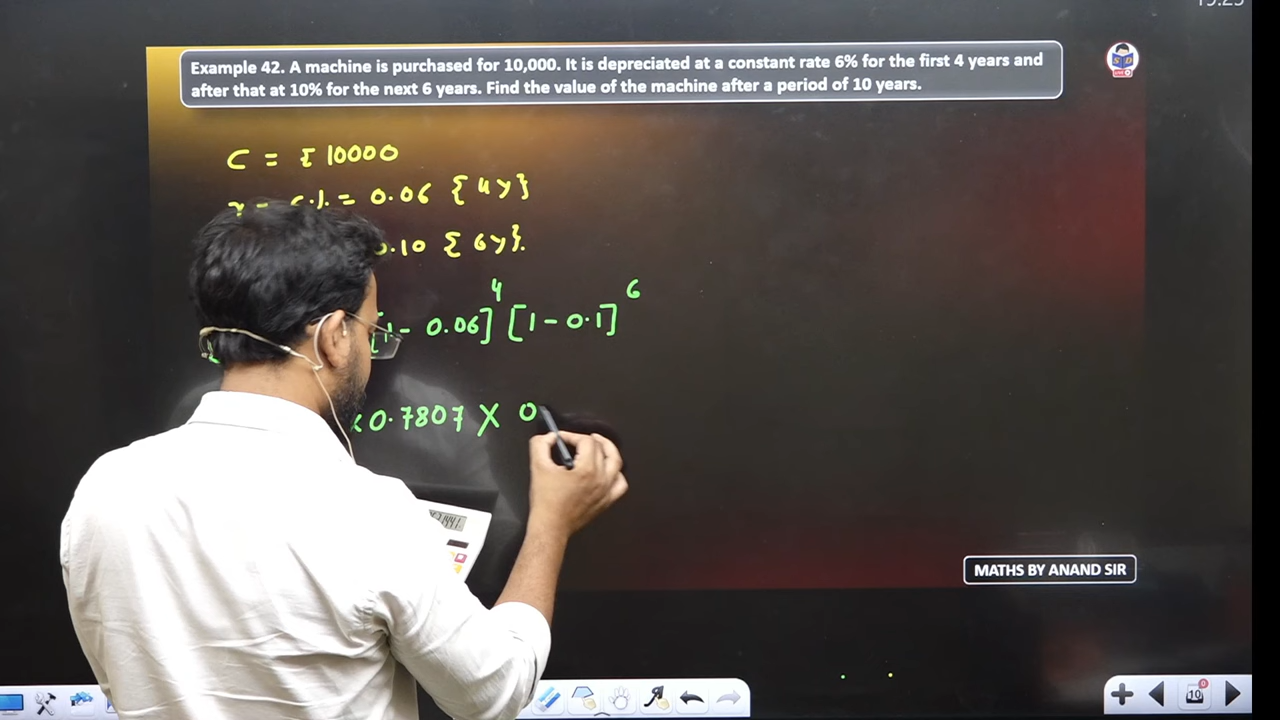 Example 42. A machine is purchased for 10,000. It is depreciated at a constant rate 6% for the first 4 years and
after that at 10% for the next 6 years. Find the value of the machine after a period of 10 years.
C = ₹ 10000
= 0.06 { 4y}
0.10 { 6y}.
[1 - 0.06]^4 [1 - 0.1]^6
x 0.7807 x 0
MATHS BY ANAND SIR
10